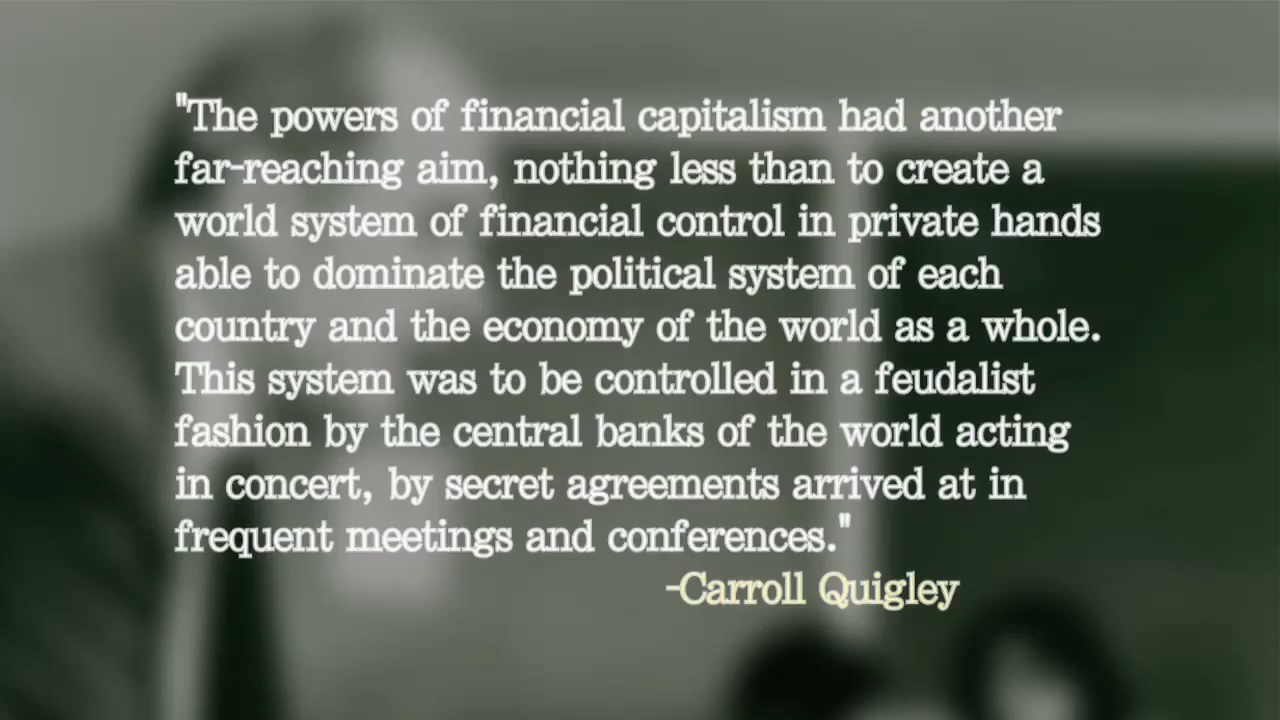 "The powers of financial capitalism had another
far-reaching aim, nothing less than to create a
world system of financial control in private hands
able to dominate the political system of each
country and the economy of the world as a whole.
This system was to be controlled in a feudalist
fashion by the central banks of the world acting
in concert, by secret agreements arrived at in
frequent meetings and conferences."
-Carroll Quigley